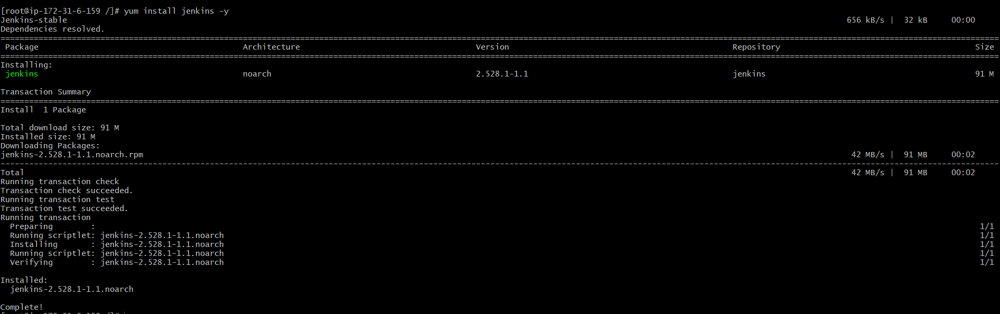 [root@ip-172-31-6-159 /]# yum install jenkins -y
Jenkins-stable 656 kB/s | 32 kB 00:00
Dependencies resolved.
Package Architecture Version Repository Size
Installing:
jenkins noarch 2.528.1-1.1 jenkins 91 M
Transaction Summary
Install 1 Package
Total download size: 91 M
Installed size: 91 M
Downloading Packages:
jenkins-2.528.1-1.1.noarch.rpm 42 MB/s | 91 MB 00:02
Total 42 MB/s | 91 MB 00:02
Running transaction check
Transaction check succeeded.
Running transaction test
Transaction test succeeded.
Running transaction
Preparing : 1/1
Running scriptlet: jenkins-2.528.1-1.1.noarch 1/1
Installing : jenkins-2.528.1-1.1.noarch 1/1
Running scriptlet: jenkins-2.528.1-1.1.noarch 1/1
Verifying : jenkins-2.528.1-1.1.noarch 1/1
Installed:
jenkins-2.528.1-1.1.noarch
Complete!